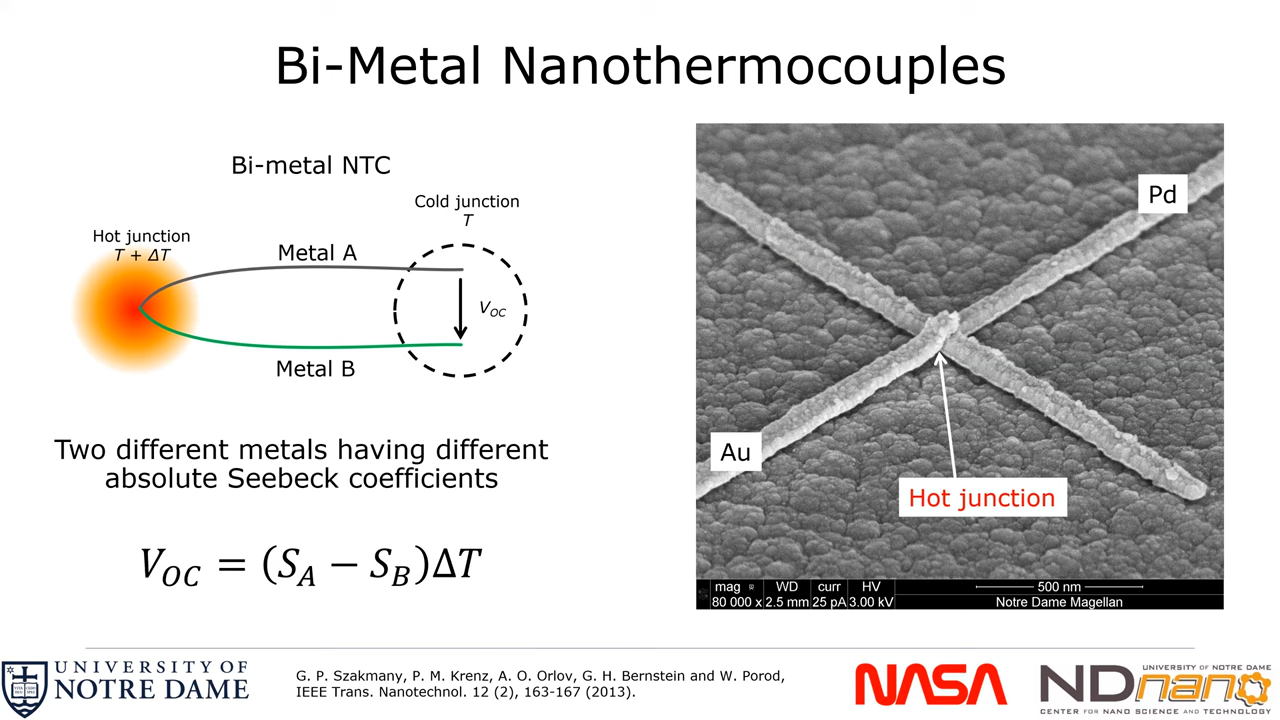 Bi-Metal Nanothermocouples
Bi-metal NTC
Cold junction
T
Hot junction
T + ΔT
Metal A
V_OC
Metal B
Two different metals having different
absolute Seebeck coefficients
V_OC = (S_A − S_B)ΔT
Pd
Au
Hot junction
mag WD curr HV 500 nm
80 000 x 2.5 mm 25 pA 3.00 kV Notre Dame Magellan
UNIVERSITY OF
NOTRE DAME
G. P. Szakmany, P. M. Krenz, A. O. Orlov, G. H. Bernstein and W. Porod,
IEEE Trans. Nanotechnol. 12 (2), 163-167 (2013).
NASA
UNIVERSITY OF NOTRE DAME
NDnano
CENTER FOR NANO SCIENCE AND TECHNOLOGY